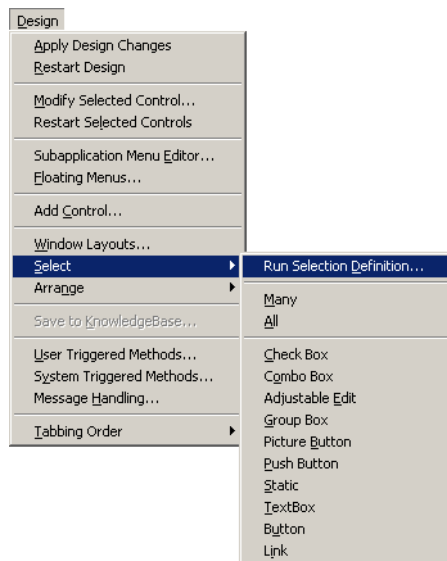 Design
Apply Design Changes
Restart Design
Modify Selected Control...
Restart Selected Controls
Subapplication Menu Editor...
Floating Menus...
Add Control...
Window Layouts...
Select
Arrange
Save to KnowledgeBase...
User Triggered Methods...
System Triggered Methods...
Message Handling...
Tabbing Order
Run Selection Definition...
Many
All
Check Box
Combo Box
Adjustable Edit
Group Box
Picture Button
Push Button
Static
TextBox
Button
Link